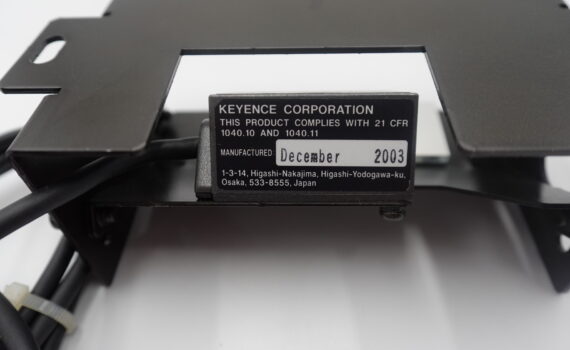 KEYENCE CORPORATION
THIS PRODUCT COMPLIES WITH 21 CFR
1040.10 AND 1040.11
MANUFACTURED: December 2003
1-3-14, Higashi-Nakajima, Higashi-Yodogawa-ku,
Osaka, 533-8555, Japan